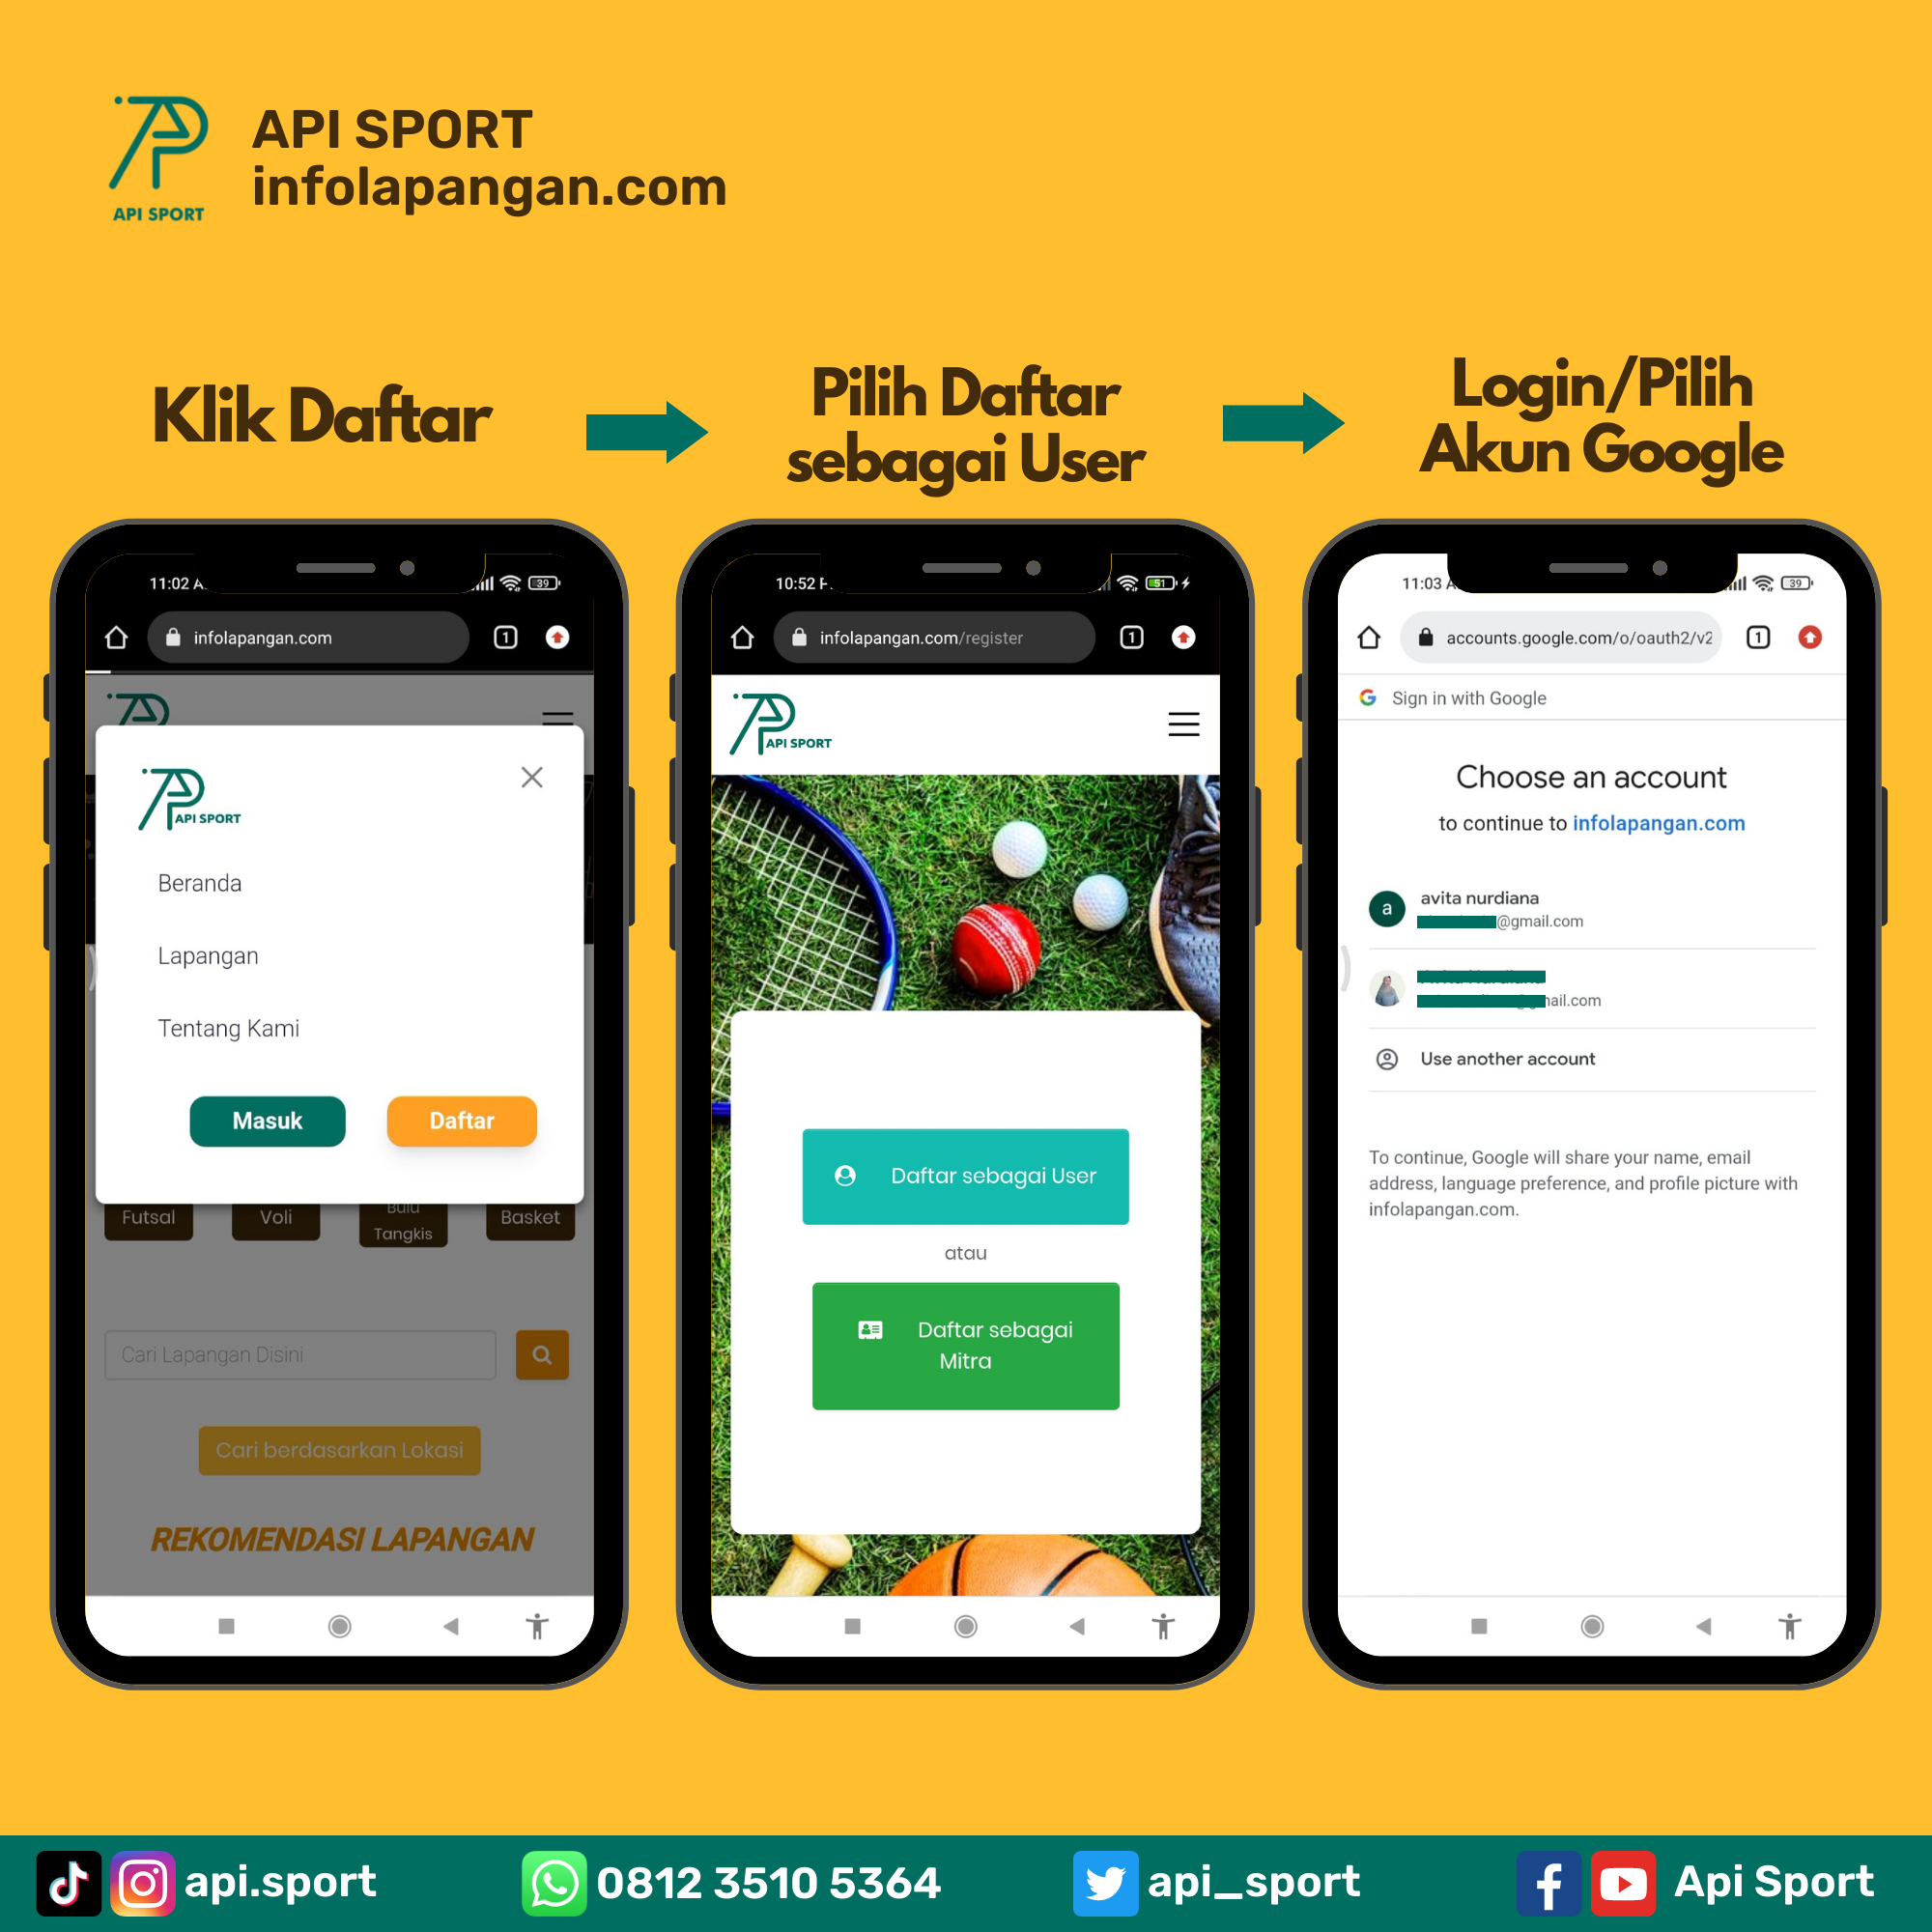 API SPORT
API SPORT
infolapangan.com
Klik Daftar
Pilih Daftar
sebagai User
Login/Pilih
Akun Google
11:02 A
39
infolapangan.com
1
API SPORT
Beranda
Lapangan
Tentang Kami
Masuk
Daftar
Futsal
Voli
Bulu
Tangkis
Basket
Cari Lapangan Disini
Cari berdasarkan Lokasi
REKOMENDASI LAPANGAN
10:52
51
infolapangan.com/register
1
API SPORT
Daftar sebagai User
atau
Daftar sebagai
Mitra
11:03
39
accounts.google.com/o/oauth2/v2
1
Sign in with Google
Choose an account
to continue to infolapangan.com
a
avita nurdiana
@gmail.com
ail.com
Use another account
To continue, Google will share your name, email
address, language preference, and profile picture with
infolapangan.com.
api.sport
0812 3510 5364
api_sport
Api Sport